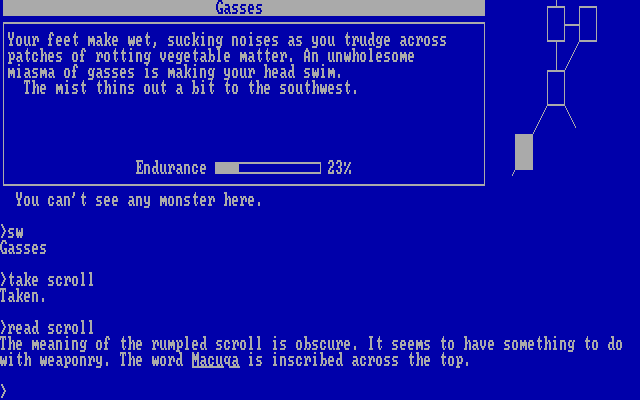 Gasses
Your feet make wet, sucking noises as you trudge across
patches of rotting vegetable matter. An unwholesome
miasma of gasses is making your head swim.
The mist thins out a bit to the southwest.
Endurance 23%
You can't see any monster here.
>sw
Gasses
>take scroll
Taken.
>read scroll
The meaning of the rumpled scroll is obscure. It seems to have something to do
with weaponry. The word Macuga is inscribed across the top.
>